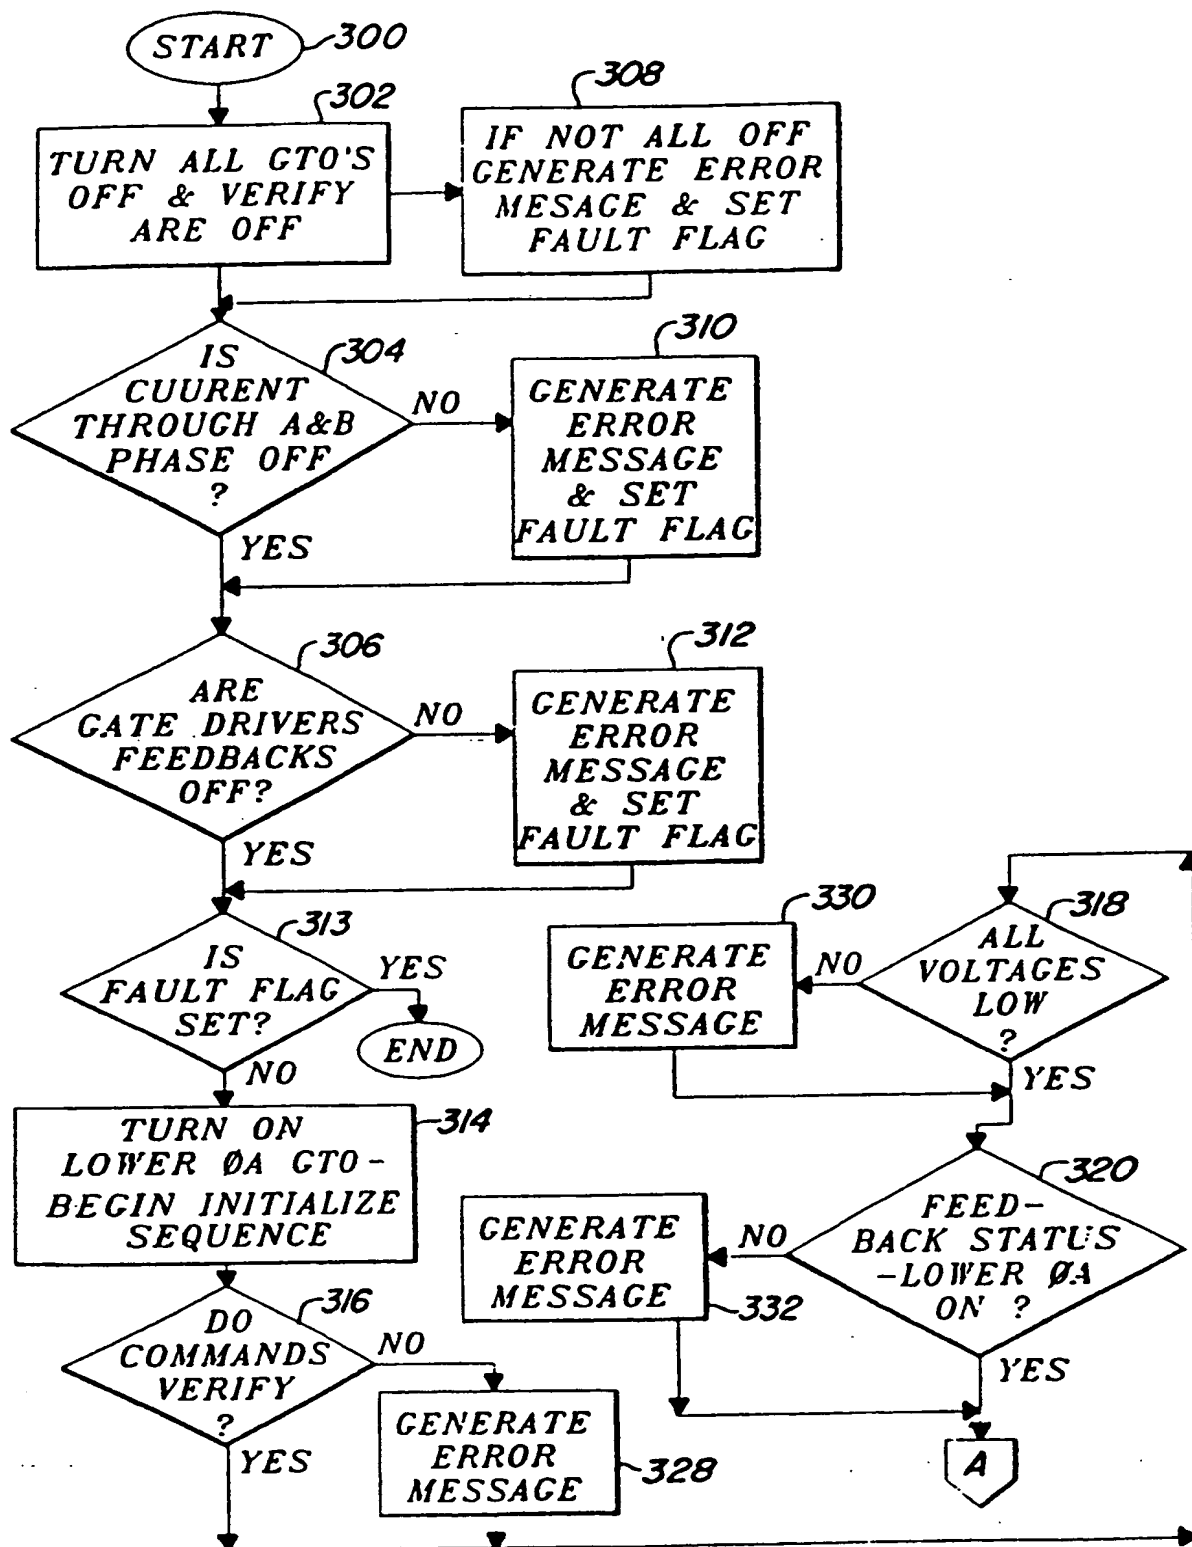 START
300
302
TURN ALL GTO'S
OFF & VERIFY
ARE OFF
308
IF NOT ALL OFF
GENERATE ERROR
MESAGE & SET
FAULT FLAG
304
IS
CUURENT
THROUGH A&B
PHASE OFF
?
NO
YES
310
GENERATE
ERROR
MESSAGE
& SET
FAULT FLAG
306
ARE
GATE DRIVERS
FEEDBACKS
OFF?
NO
YES
312
GENERATE
ERROR
MESSAGE
& SET
FAULT FLAG
313
IS
FAULT FLAG
SET?
YES
END
NO
314
TURN ON
LOWER ØA GTO-
BEGIN INITIALIZE
SEQUENCE
316
DO
COMMANDS
VERIFY
?
NO
YES
GENERATE
ERROR
MESSAGE
328
318
ALL
VOLTAGES
LOW
?
NO
YES
330
GENERATE
ERROR
MESSAGE
320
FEED-
BACK STATUS
-LOWER ØA
ON ?
NO
YES
GENERATE
ERROR
MESSAGE
332
A